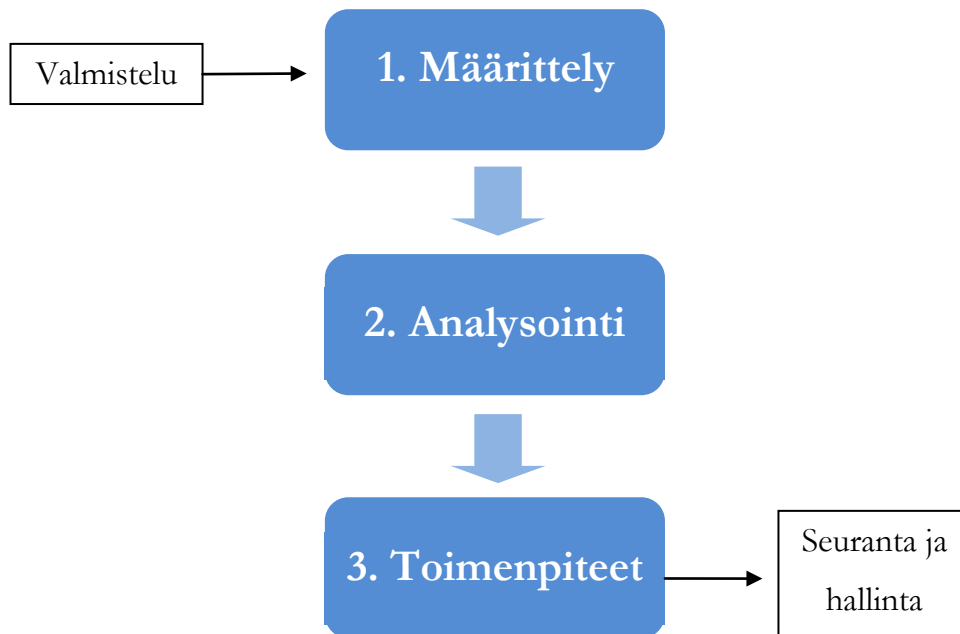 Valmistelu
1. Määrittely
2. Analysointi
3. Toimenpiteet
Seuranta ja
hallinta